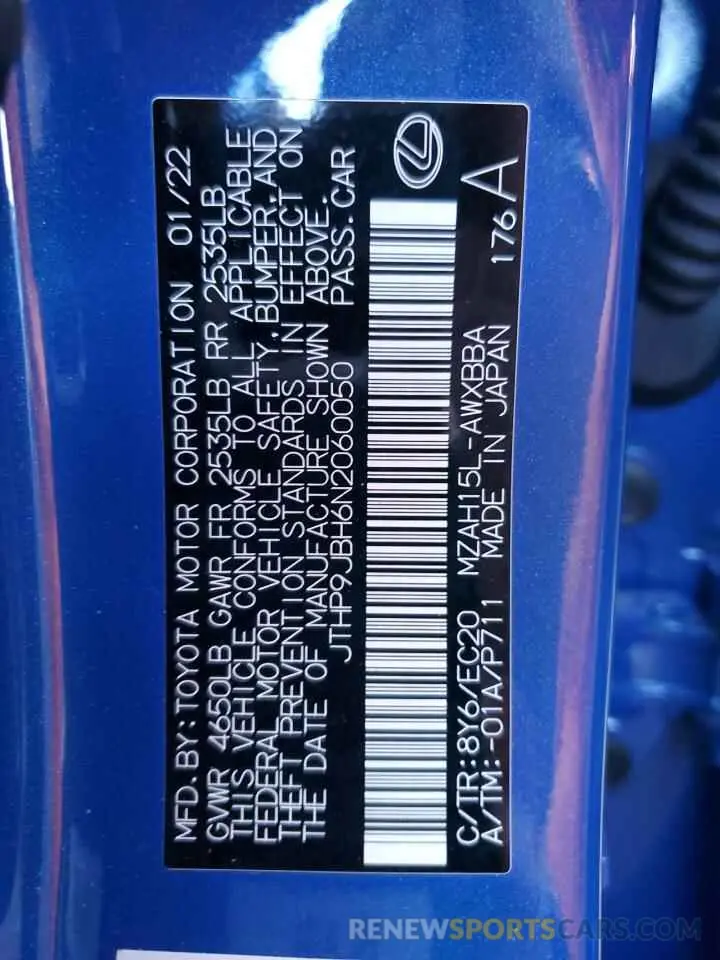 MFD.BY:TOYOTA MOTOR CORPORATION 01/22
GVWR 4650LB GAWR FR 2535LB RR 2535LB
THIS VEHICLE CONFORMS TO ALL APPLICABLE
FEDERAL MOTOR VEHICLE SAFETY,BUMPER,AND
THEFT PREVENTION STANDARDS IN EFFECT ON
THE DATE OF MANUFACTURE SHOWN ABOVE.
JTHP9JBH6N2060050 PASS.CAR
C/TR:8Y6/EC20 MZAH15L-AWXBBA
A/TM:-01A/P711 MADE IN JAPAN 176 A
RENEWSPORTSCARS.COM